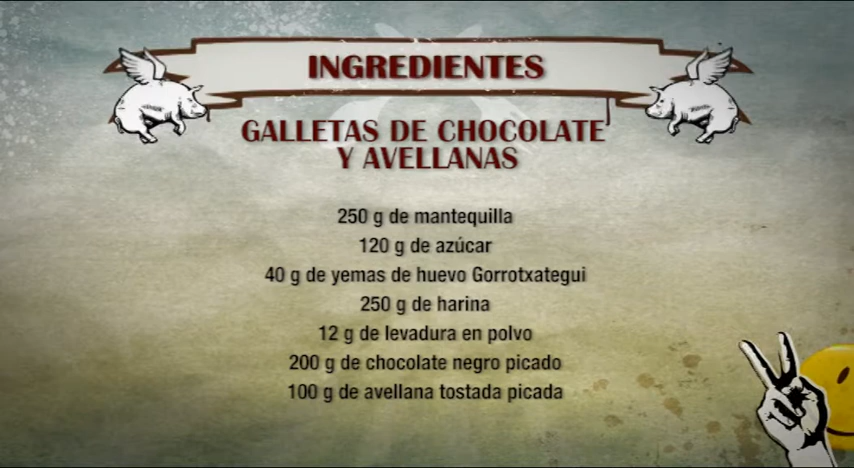 INGREDIENTES
GALLETAS DE CHOCOLATE
Y AVELLANAS
250 g de mantequilla
120 g de azúcar
40 g de yemas de huevo Gorrotxategui
250 g de harina
12 g de levadura en polvo
200 g de chocolate negro picado
100 g de avellana tostada picada